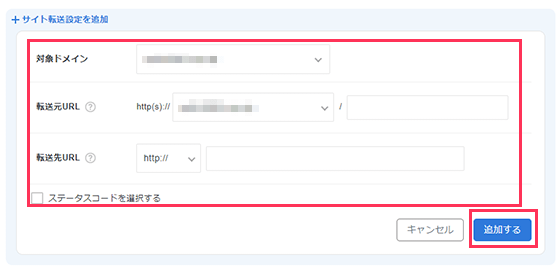 + サイト転送設定を追加
対象ドメイン
転送元URL ? http(s):// /
転送先URL ? http://
ステータスコードを選択する
キャンセル 追加する